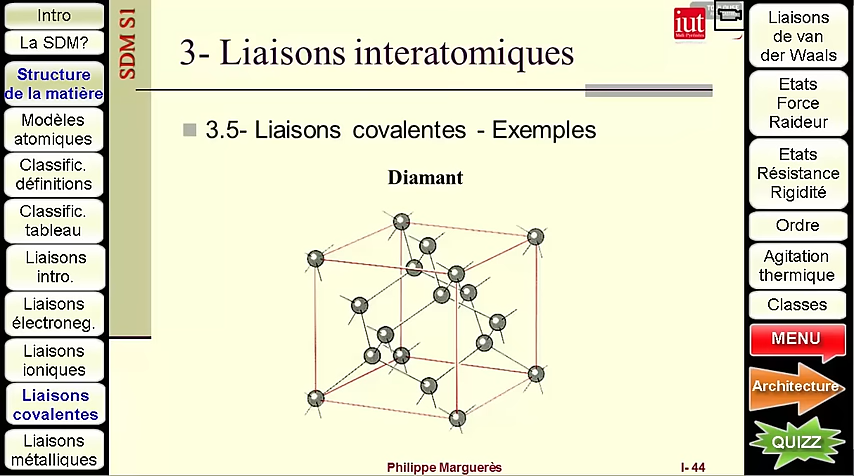 Intro
La SDM?
Structure
de la matière
Modèles
atomiques
Classific.
définitions
Classific.
tableau
Liaisons
intro.
Liaisons
électroneg.
Liaisons
ioniques
Liaisons
covalentes
Liaisons
métalliques
SDM S1
3- Liaisons interatomiques
iut
3.5- Liaisons covalentes - Exemples
Diamant
Philippe Marguerès
I- 44
Liaisons
de van
der Waals
Etats
Force
Raideur
Etats
Résistance
Rigidité
Ordre
Agitation
thermique
Classes
MENU
Architecture
QUIZZ